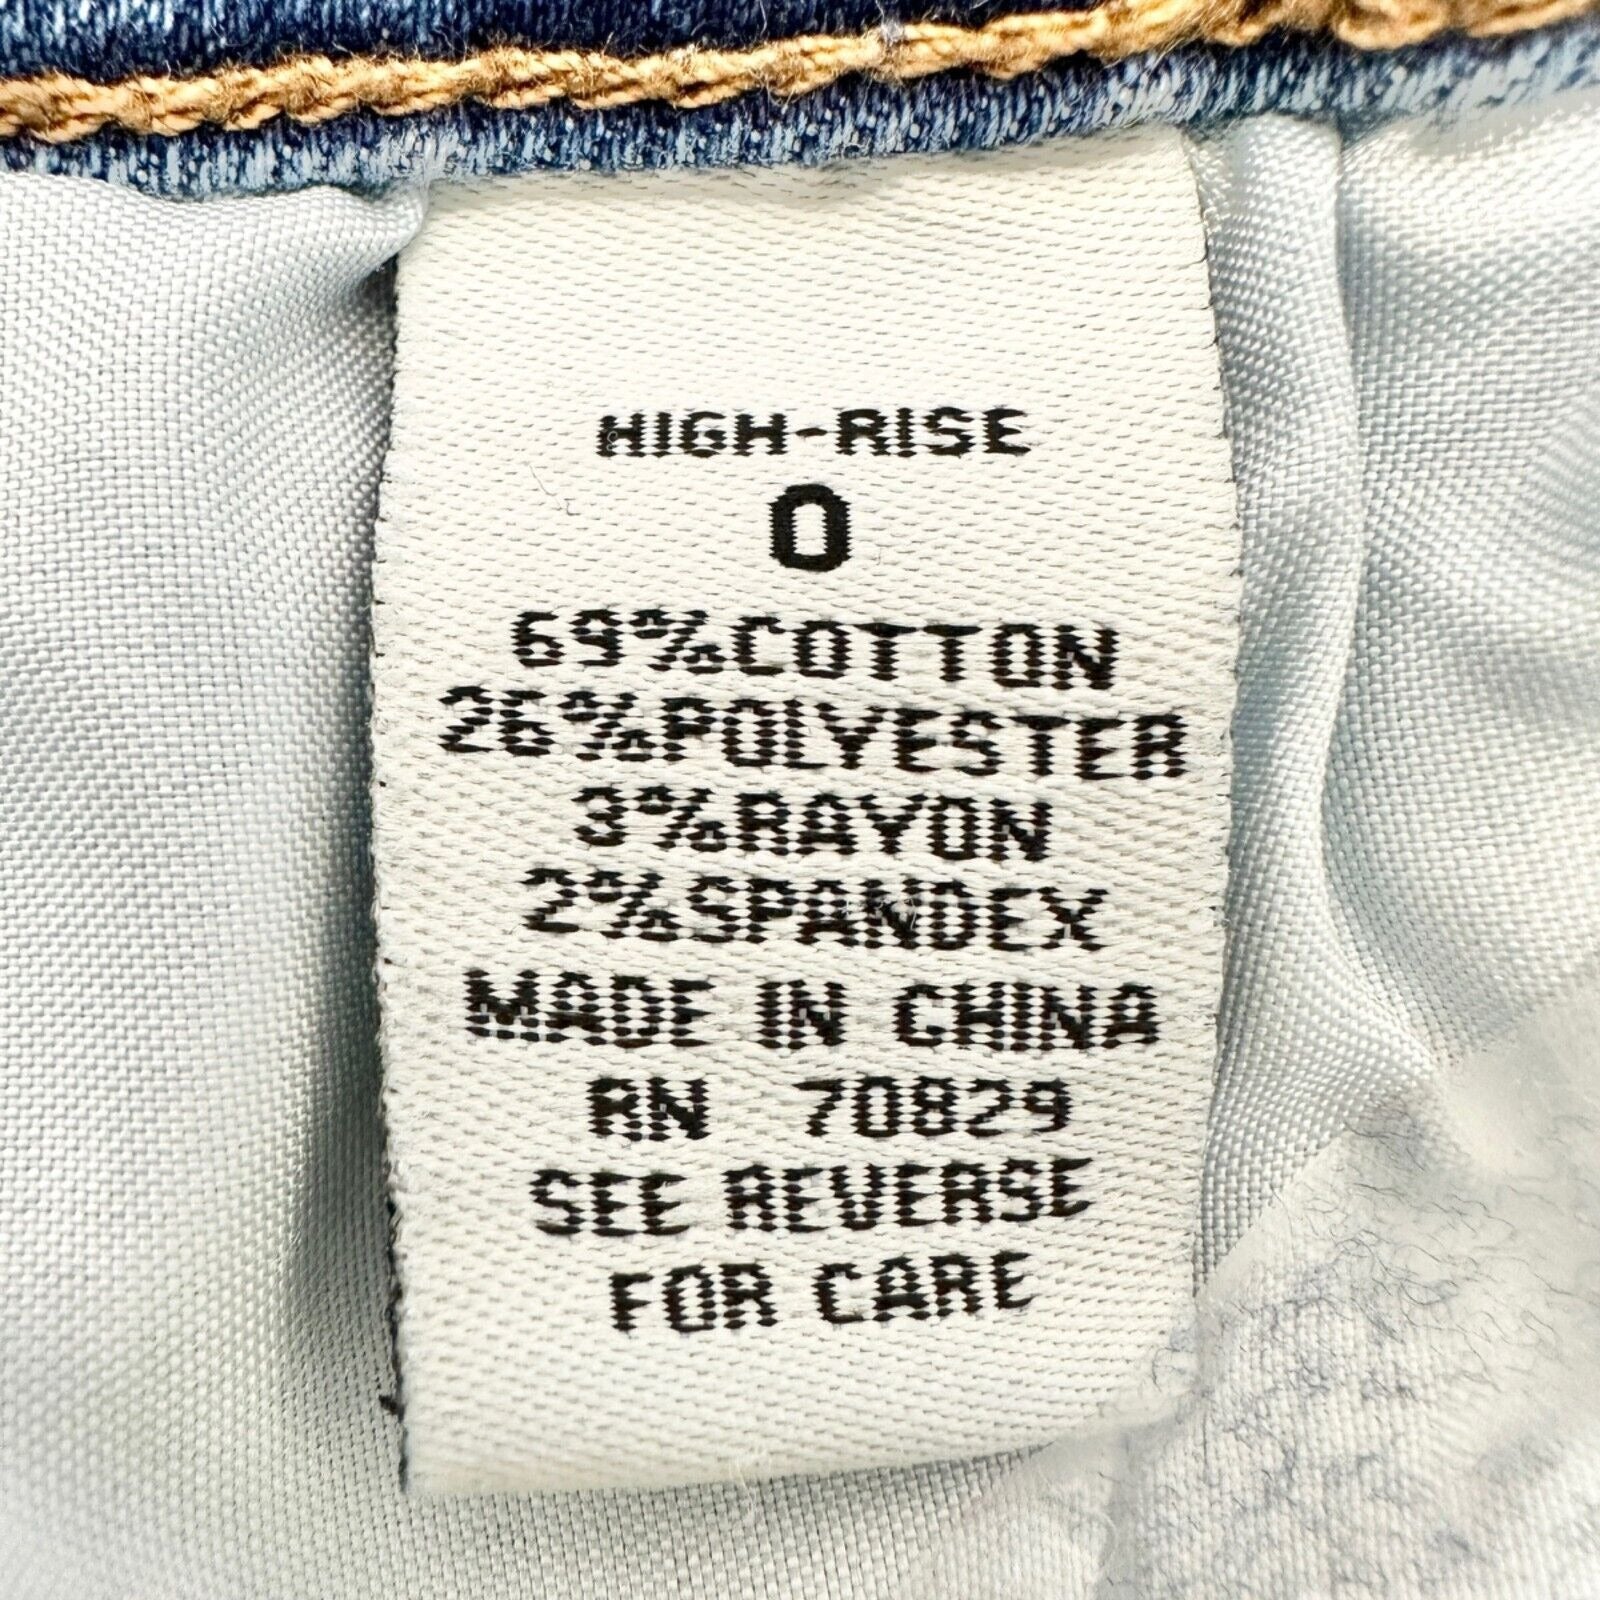 HIGH-RISE
0
69%COTTON
26%POLYESTER
3%RAYON
2%SPANDEX
MADE IN CHINA
RN 70829
SEE REVERSE
FOR CARE